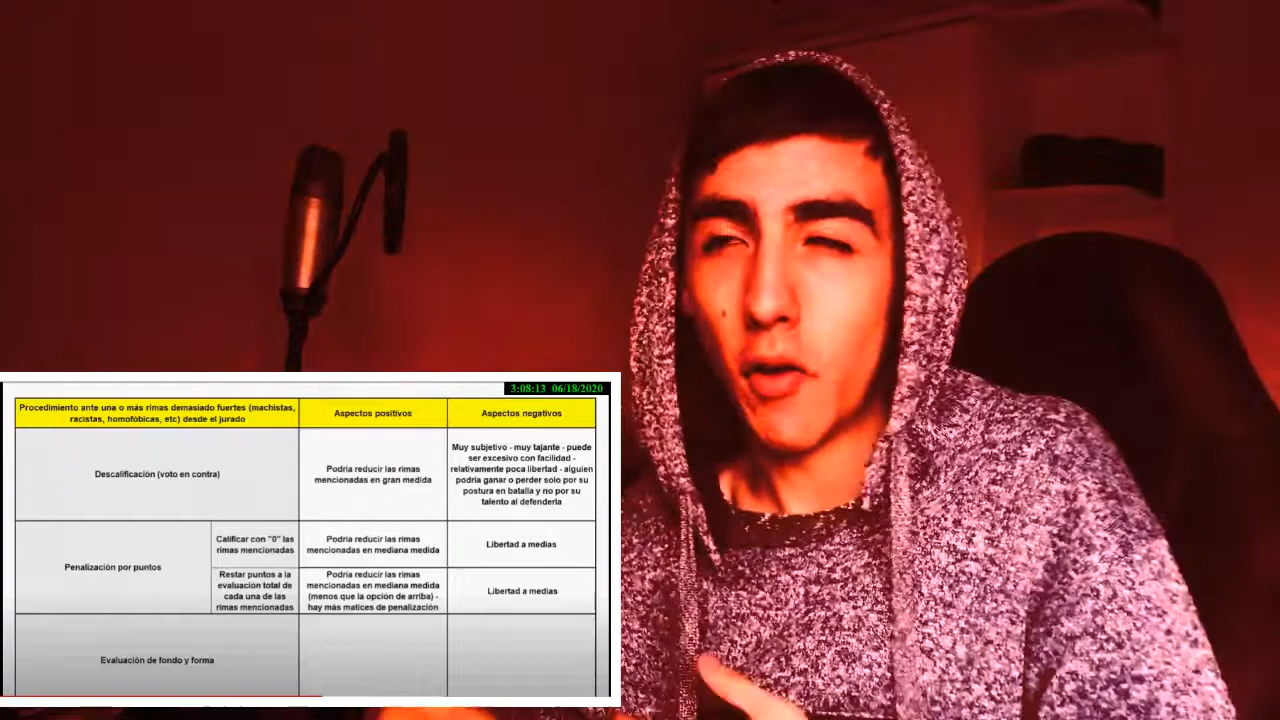 3:08:13 06/18/2020
Procedimiento ante una o más rimas demasiado fuertes (machistas,
racistas, homofóbicas, etc) desde el jurado
Aspectos positivos
Aspectos negativos
Descalificación (voto en contra)
Podría reducir las rimas
mencionadas en gran medida
Muy subjetivo - muy tajante - puede
ser excesivo con facilidad -
relativamente poca libertad - alguien
podría ganar o perder solo por su
postura en batalla y no por su
talento al defenderla
Penalización por puntos
Calificar con "0" las
rimas mencionadas
Podría reducir las rimas
mencionadas en mediana medida
Libertad a medias
Restar puntos a la
evaluación total de
cada una de las
rimas mencionadas
Podría reducir las rimas
mencionadas en mediana medida
(menos que la opción de arriba) -
hay más matices de penalización
Libertad a medias
Evaluación de fondo y forma